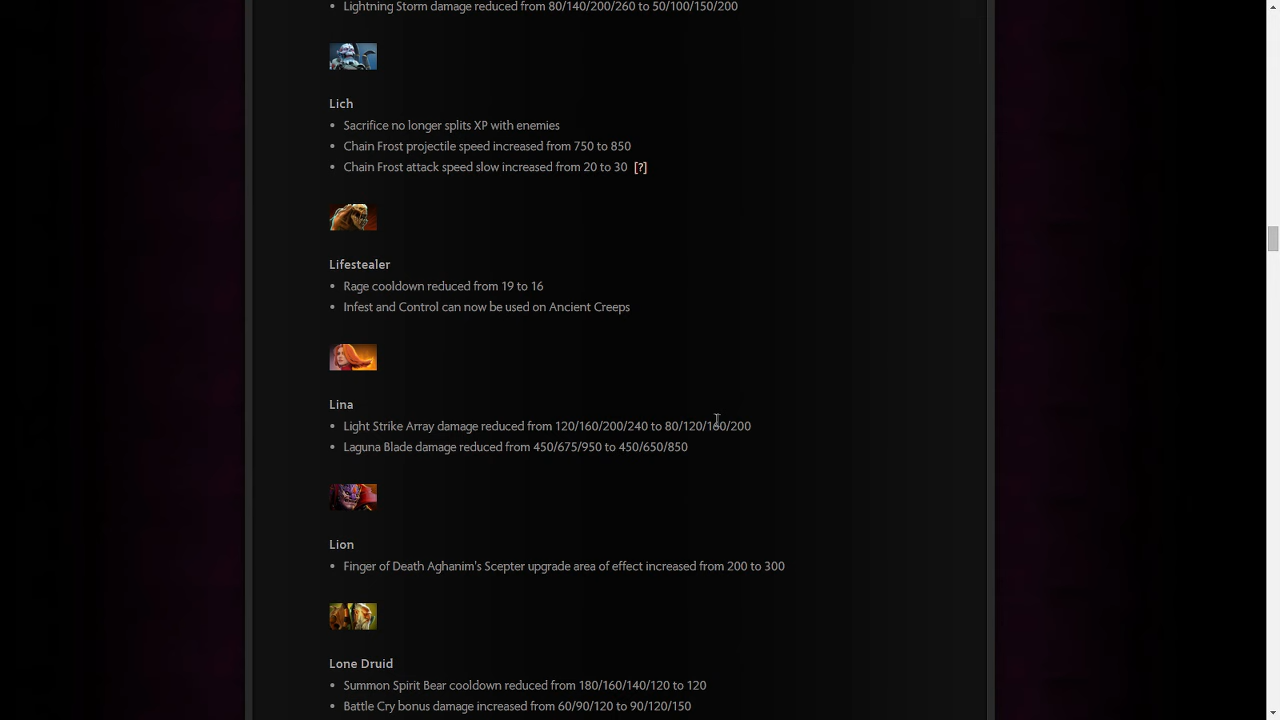 Lightning Storm damage reduced from 80/140/200/260 to 50/100/150/200
Lich
Sacrifice no longer splits XP with enemies
Chain Frost projectile speed increased from 750 to 850
Chain Frost attack speed slow increased from 20 to 30 [?]
Lifestealer
Rage cooldown reduced from 19 to 16
Infest and Control can now be used on Ancient Creeps
Lina
Light Strike Array damage reduced from 120/160/200/240 to 80/120/160/200
Laguna Blade damage reduced from 450/675/950 to 450/650/850
Lion
Finger of Death Aghanim's Scepter upgrade area of effect increased from 200 to 300
Lone Druid
Summon Spirit Bear cooldown reduced from 180/160/140/120 to 120
Battle Cry bonus damage increased from 60/90/120 to 90/120/150